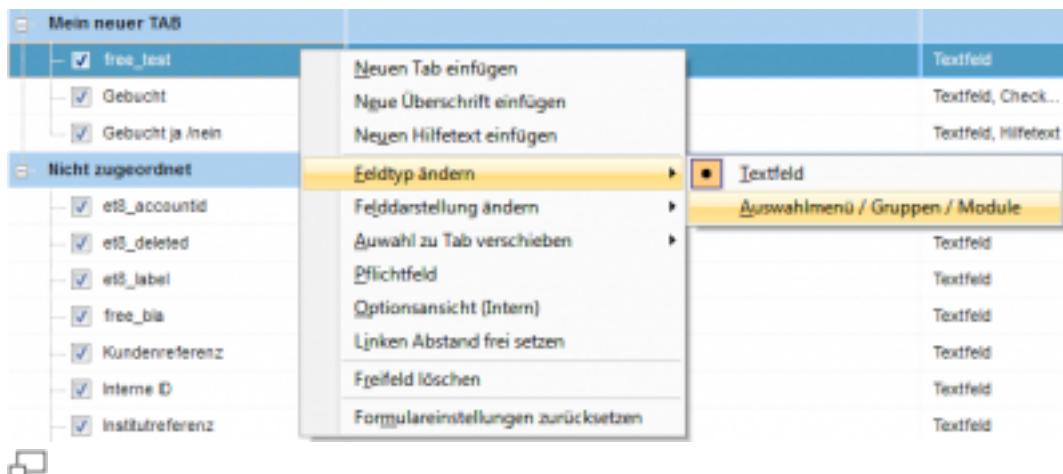 Mein neuer TAB
free_test Textfeld
Neuen Tab einfügen
Gebucht Textfeld, Check...
Neue Überschrift einfügen
Gebucht ja /nein Textfeld, Hilfetext
Neuen Hilfetext einfügen
Nicht zugeordnet
Feldtyp ändern Textfeld
et8_accountid
Felddarstellung ändern Auswahlmenü / Gruppen / Module
et8_deleted Textfeld
Auwahl zu Tab verschieben
et8_label Textfeld
Pflichtfeld
free_bla Textfeld
Optionsansicht (Intern)
Kundenreferenz Textfeld
Linken Abstand frei setzen
Interne ID Textfeld
Freifeld löschen
Institutreferenz Textfeld
Formulareinstellungen zurücksetzen